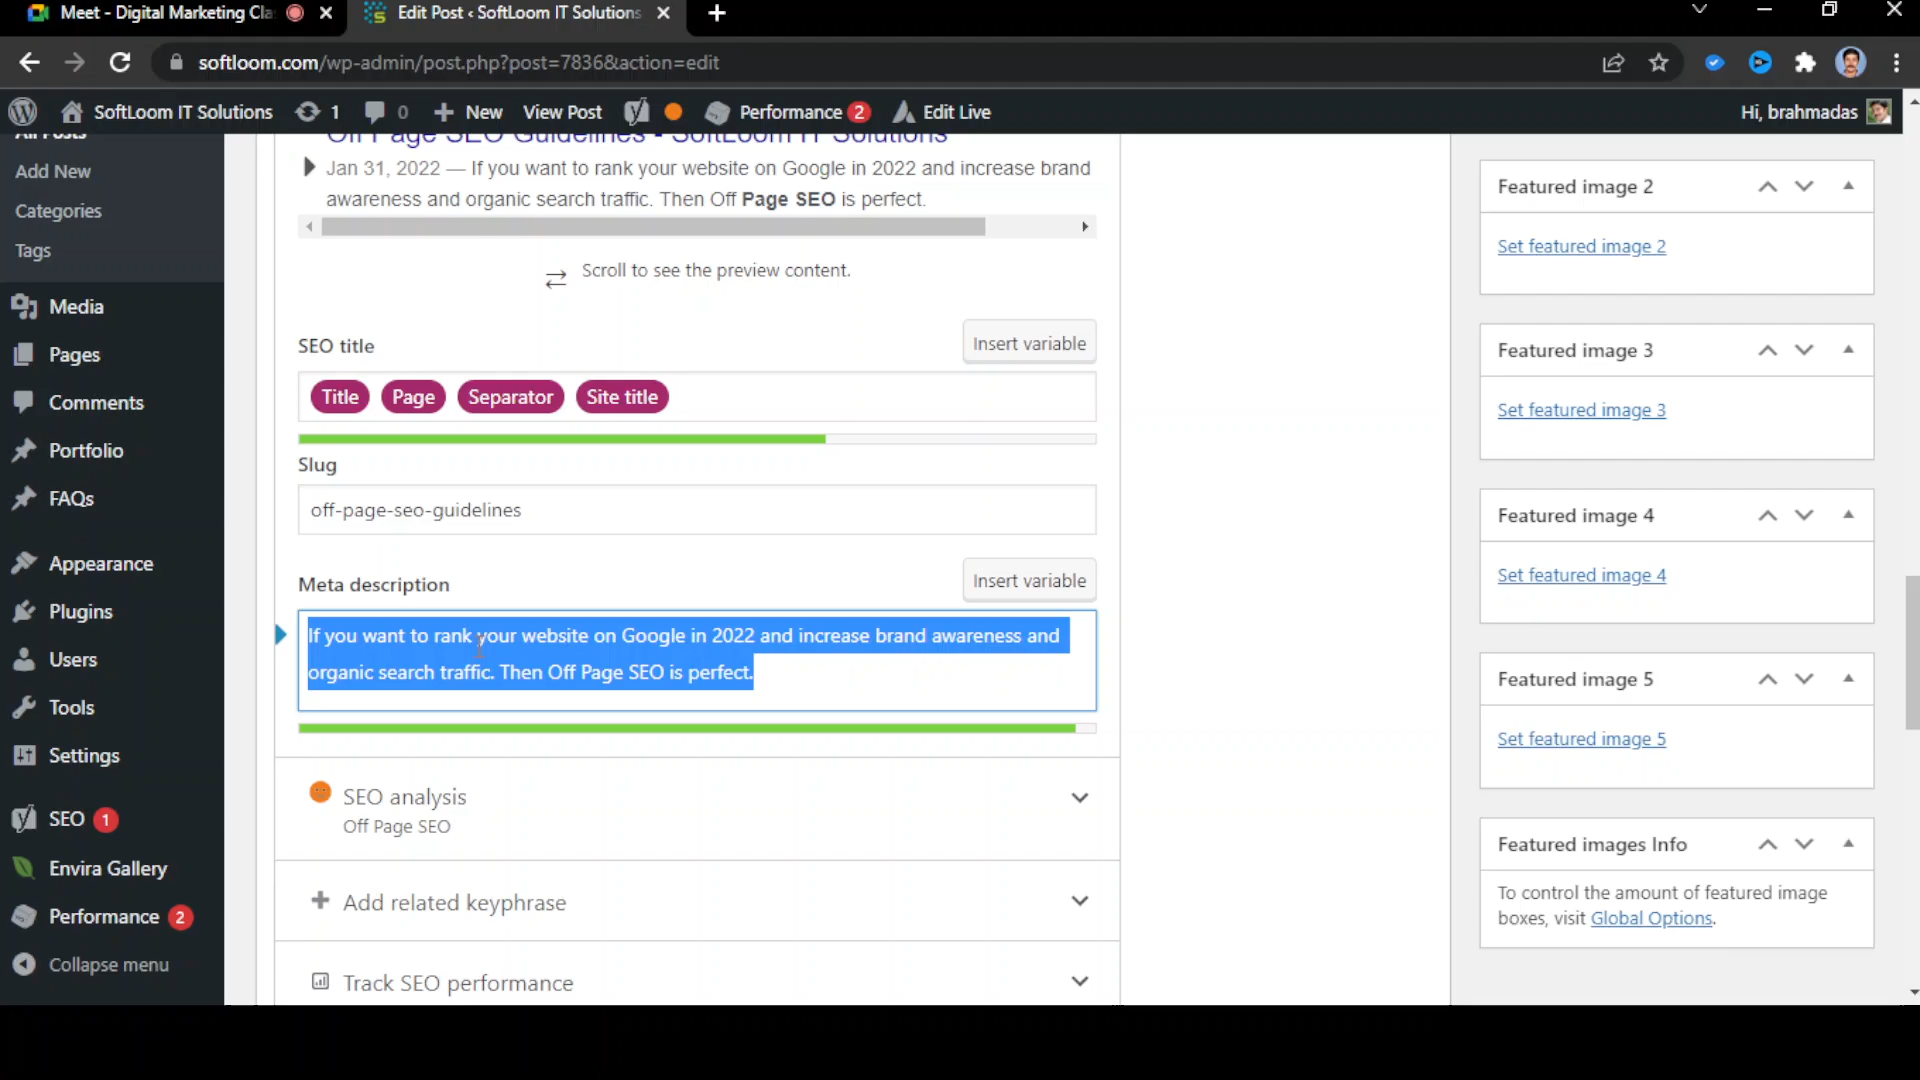 Meet - Digital Marketing Cla
Edit Post ‹ SoftLoom IT Solutions
softloom.com/wp-admin/post.php?post=7836&action=edit
SoftLoom IT Solutions 1 0 New View Post Performance 2 Edit Live Hi, brahmadas
All Posts
Add New
Categories
Tags
Media
Pages
Comments
Portfolio
FAQs
Appearance
Plugins
Users
Tools
Settings
SEO 1
Envira Gallery
Performance 2
Collapse menu
Off Page SEO Guidelines - SoftLoom IT Solutions
Jan 31, 2022 — If you want to rank your website on Google in 2022 and increase brand
awareness and organic search traffic. Then Off Page SEO is perfect.
Scroll to see the preview content.
SEO title
Insert variable
Title Page Separator Site title
Slug
off-page-seo-guidelines
Meta description
Insert variable
If you want to rank your website on Google in 2022 and increase brand awareness and
organic search traffic. Then Off Page SEO is perfect.
SEO analysis
Off Page SEO
Add related keyphrase
Track SEO performance
Featured image 2
Set featured image 2
Featured image 3
Set featured image 3
Featured image 4
Set featured image 4
Featured image 5
Set featured image 5
Featured images Info
To control the amount of featured image
boxes, visit Global Options.